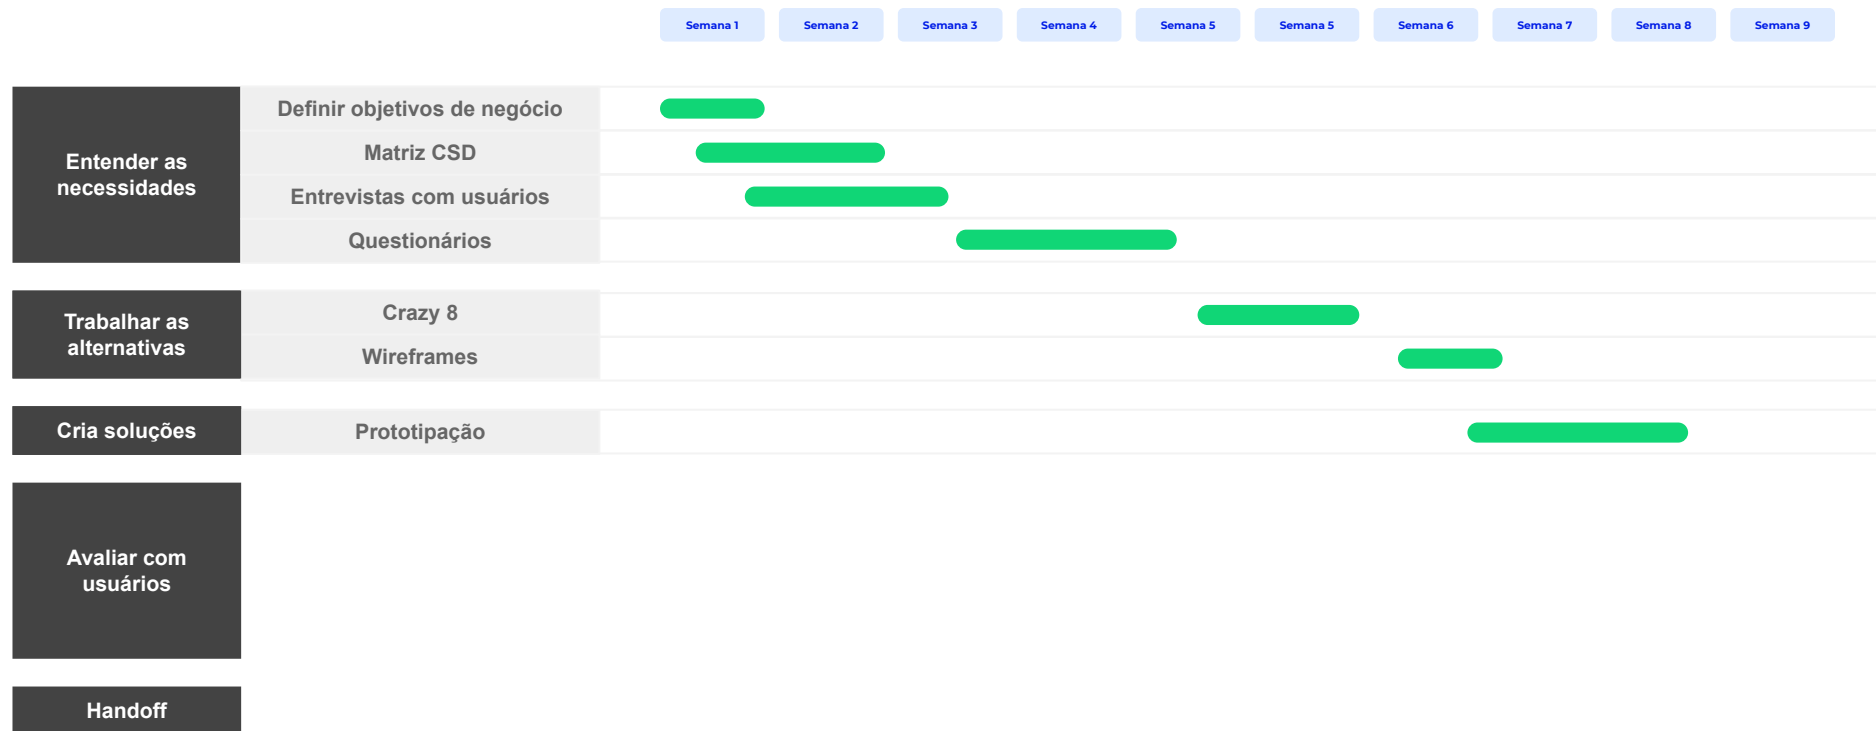 Semana 1 Semana 2 Semana 3 Semana 4 Semana 5 Semana 5 Semana 6 Semana 7 Semana 8 Semana 9
Entender as
necessidades
Definir objetivos de negócio
Matriz CSD
Entrevistas com usuários
Questionários
Trabalhar as
alternativas
Crazy 8
Wireframes
Cria soluções
Prototipação
Avaliar com
usuários
Handoff